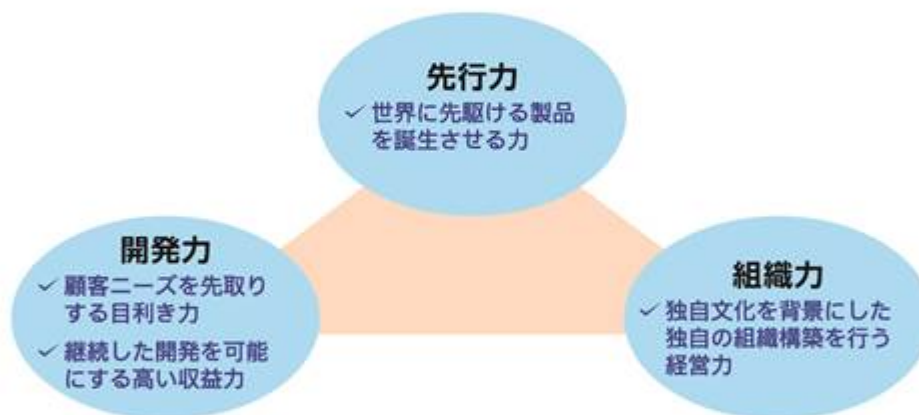 先行力
✓ 世界に先駆ける製品
を誕生させる力
開発力
✓ 顧客ニーズを先取り
する目利き力
✓ 継続した開発を可能
にする高い収益力
組織力
✓ 独自文化を背景にした
独自の組織構築を行う
経営力